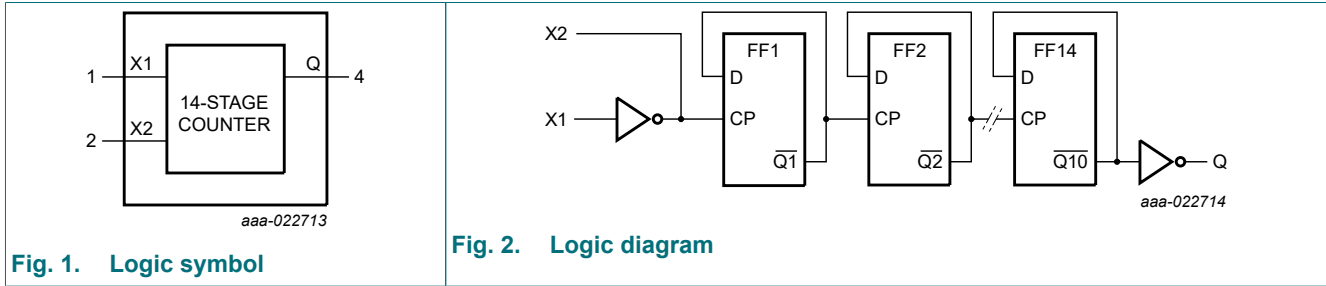 X1
Q
1
4
14-STAGE
COUNTER
X2
2
aaa-022713
Fig. 1. Logic symbol
X2
FF1
FF2
FF14
D
D
D
X1
CP
CP
CP
Q1
Q2
Q10
Q
aaa-022714
Fig. 2. Logic diagram